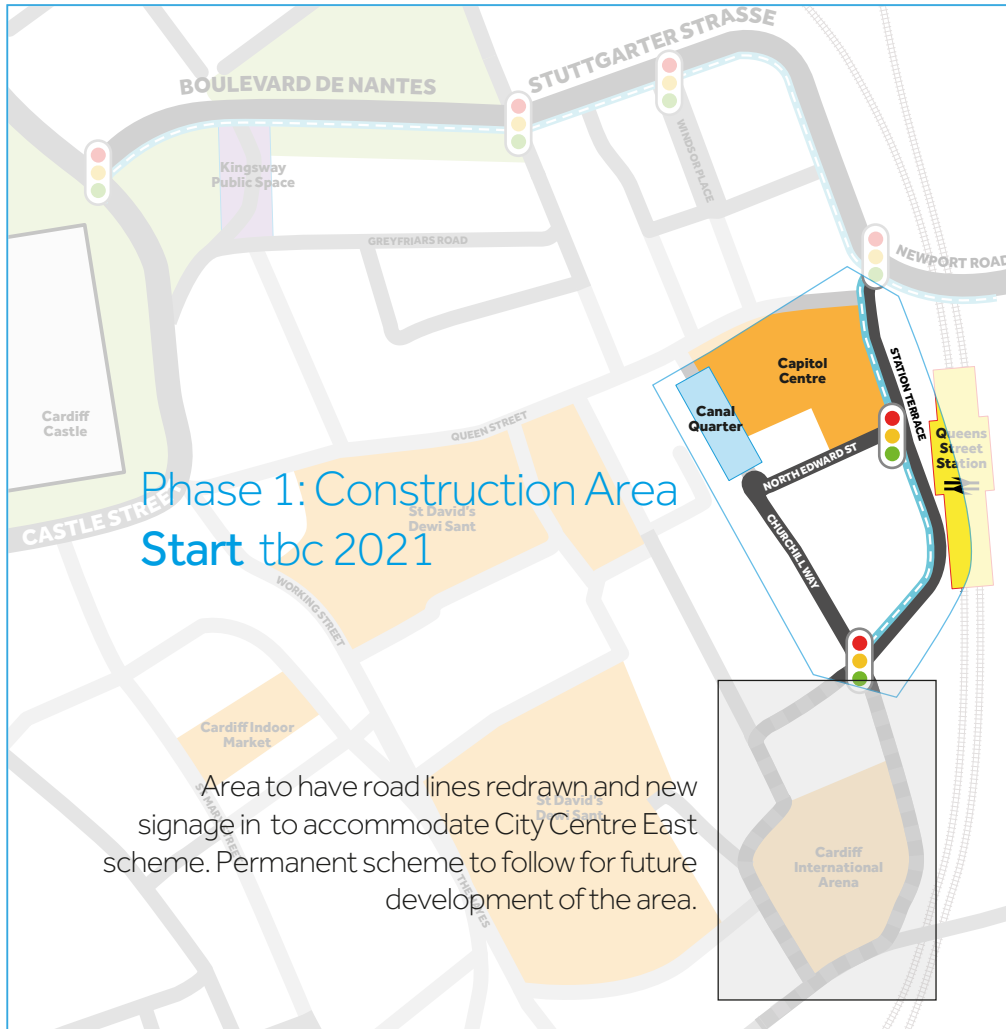 STUTTGARTER STRASSE
BOULEVARD DE NANTES
WINDSOR PLACE
Kingsway
Public Space
GREYFRIARS ROAD
NEWPORT ROAD
Capitol
Centre
STATION TERRACE
Cardiff
Castle
Canal
Quarter
QUEEN STREET
Queens
Street
Station
NORTH EDWARD ST
Phase 1: Construction Area
CASTLE STREET
St David's
Dewi Sant
Start tbc 2021
CHURCHILL WAY
WORKING STREET
Cardiff Indoor
Market
Area to have road lines redrawn and new
signage in to accommodate City Centre East
scheme. Permanent scheme to follow for future
development of the area.
ST MARY STREET
St David's
Dewi Sant
THE HAYES
Cardiff
International
Arena